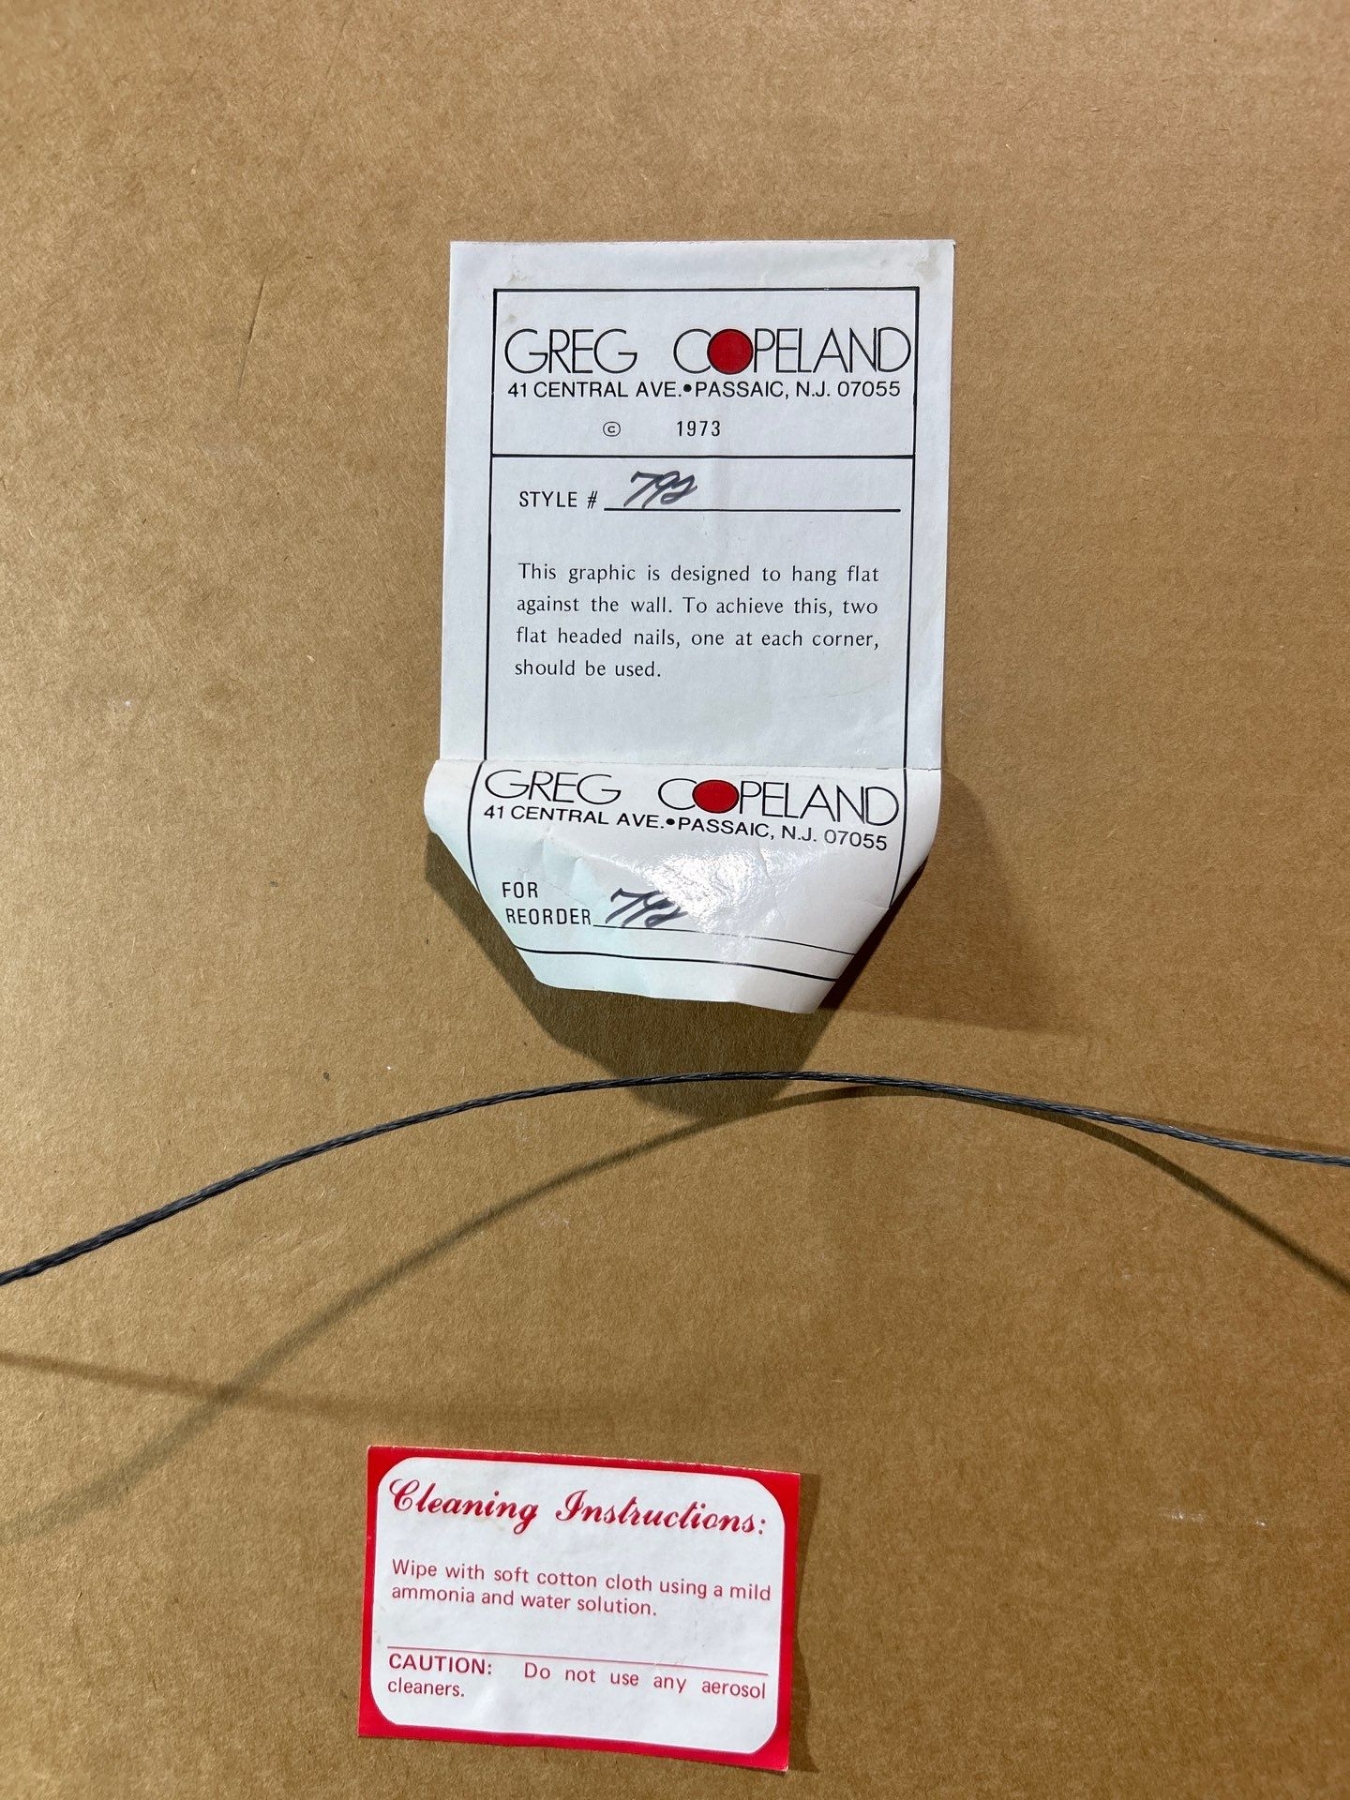 GREG COPELAND
41 CENTRAL AVE.•PASSAIC, N.J. 07055
© 1973
STYLE # 792
This graphic is designed to hang flat
against the wall. To achieve this, two
flat headed nails, one at each corner,
should be used.
GREG COPELAND
41 CENTRAL AVE.•PASSAIC, N.J. 07055
FOR
REORDER 792
Cleaning Instructions:
Wipe with soft cotton cloth using a mild
ammonia and water solution.
CAUTION: Do not use any aerosol
cleaners.